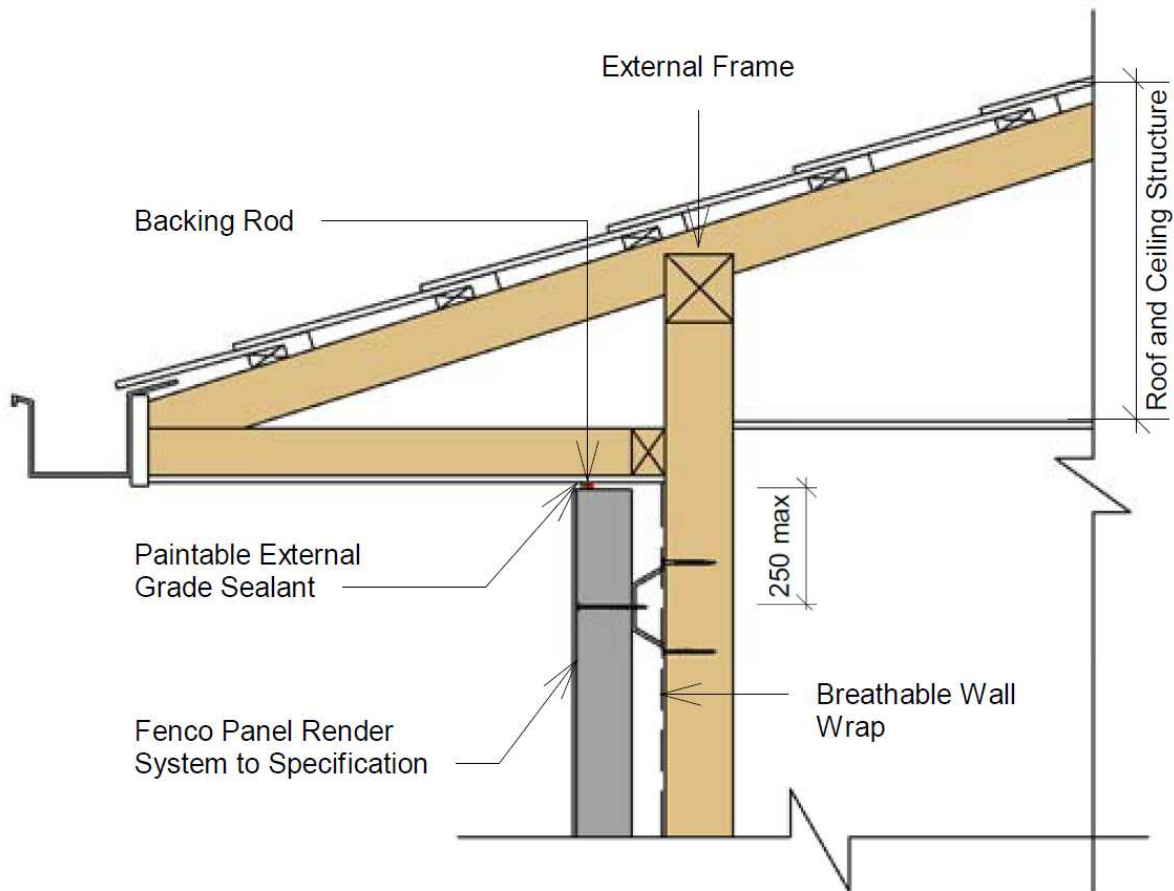 External Frame
Backing Rod
Roof and Ceiling Structure
Paintable External
Grade Sealant
250 max
Breathable Wall
Wrap
Fenco Panel Render
System to Specification